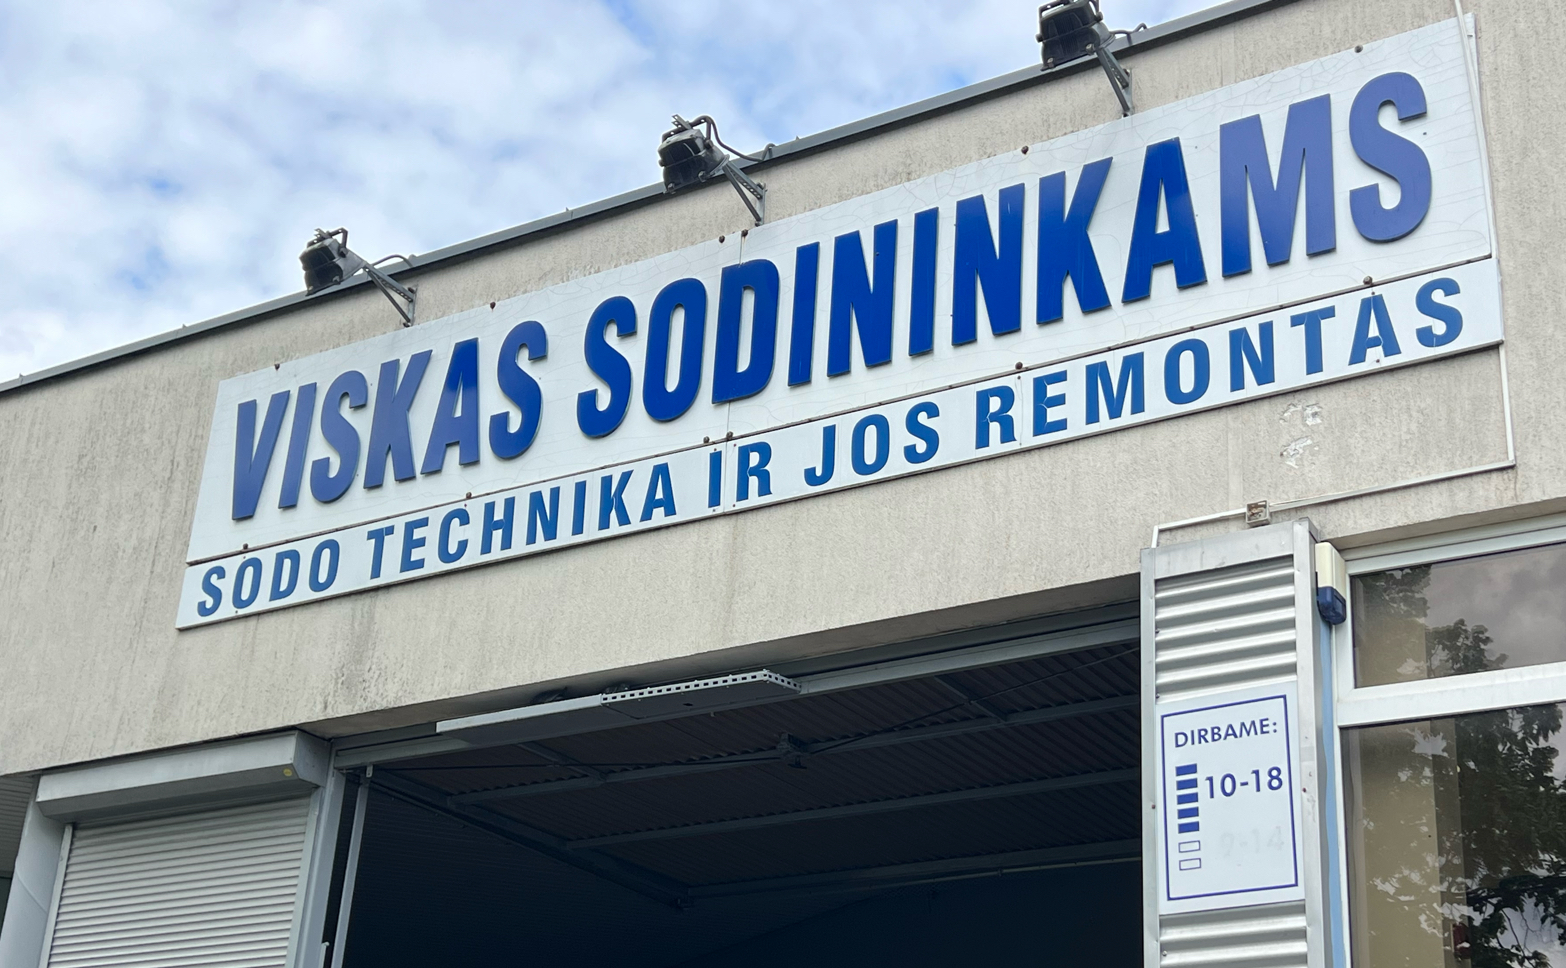 VISKAS SODININKAMS
SODO TECHNIKA IR JOS REMONTAS
DIRBAME:
10-18